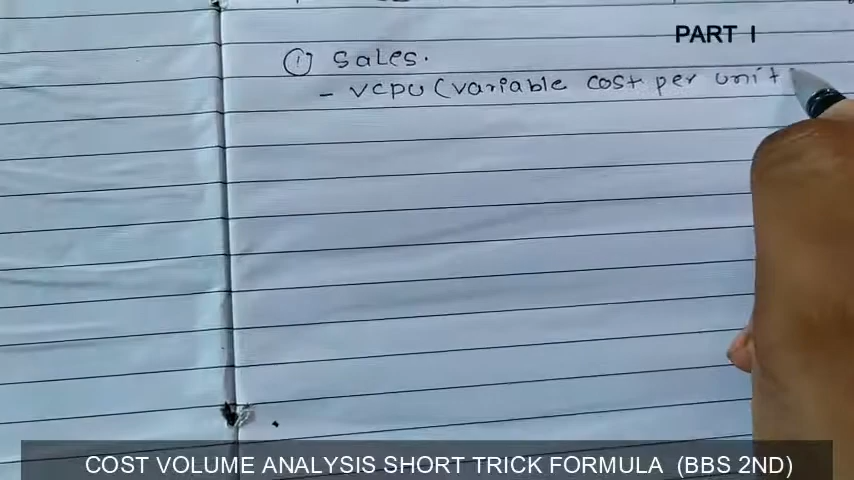 PART I
① Sales.
- VCPU (variable cost per unit
COST VOLUME ANALYSIS SHORT TRICK FORMULA (BBS 2ND)